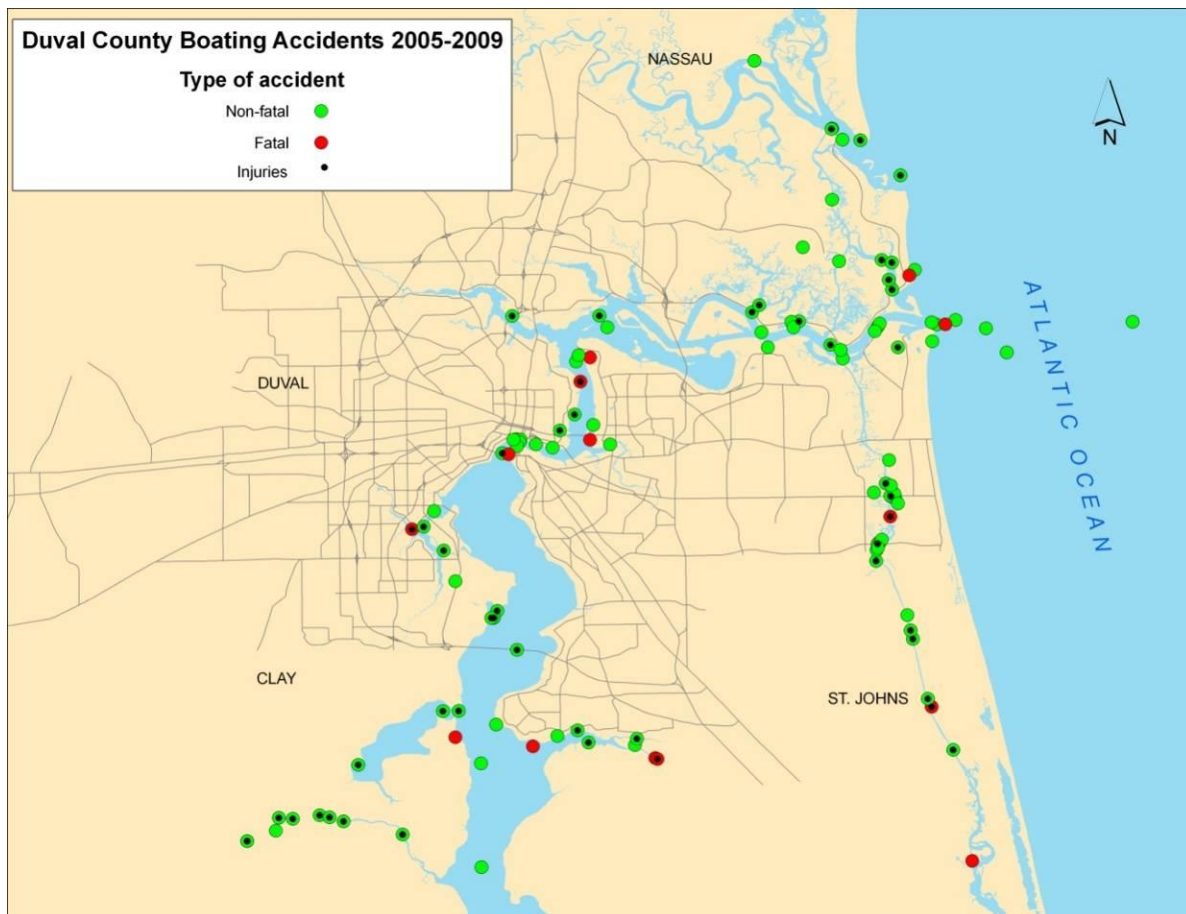 Duval County Boating Accidents 2005-2009
Type of accident
Non-fatal
Fatal
Injuries
NASSAU
N
ATLANTIC OCEAN
DUVAL
CLAY
ST. JOHNS